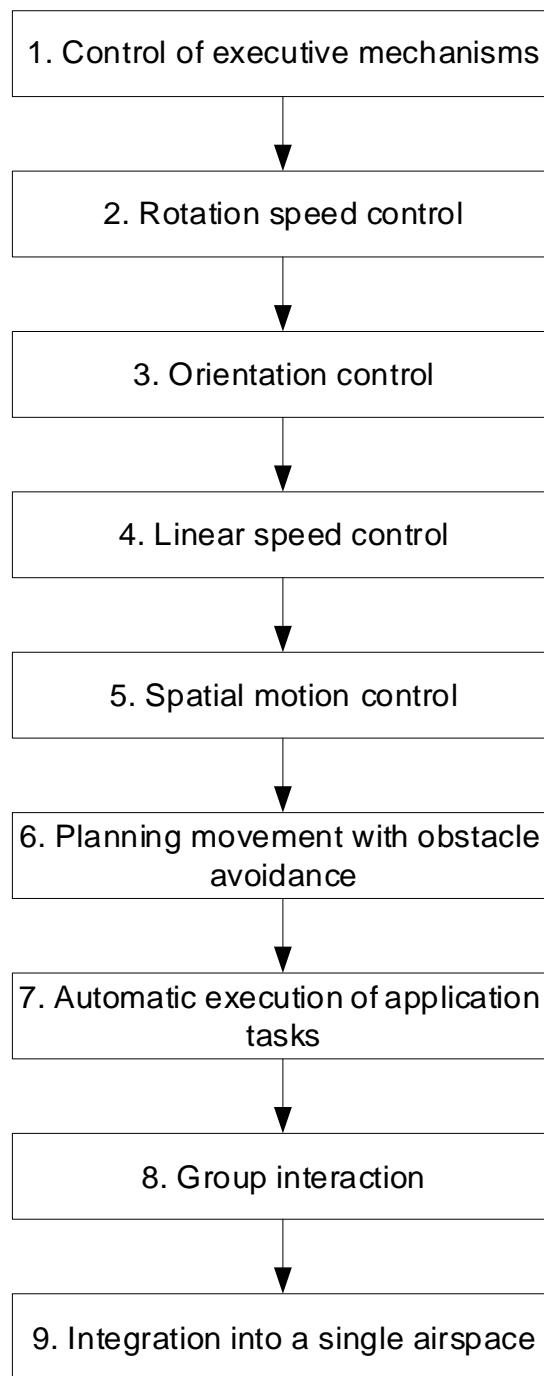 1. Control of executive mechanisms
2. Rotation speed control
3. Orientation control
4. Linear speed control
5. Spatial motion control
6. Planning movement with obstacle
avoidance
7. Automatic execution of application
tasks
8. Group interaction
9. Integration into a single airspace